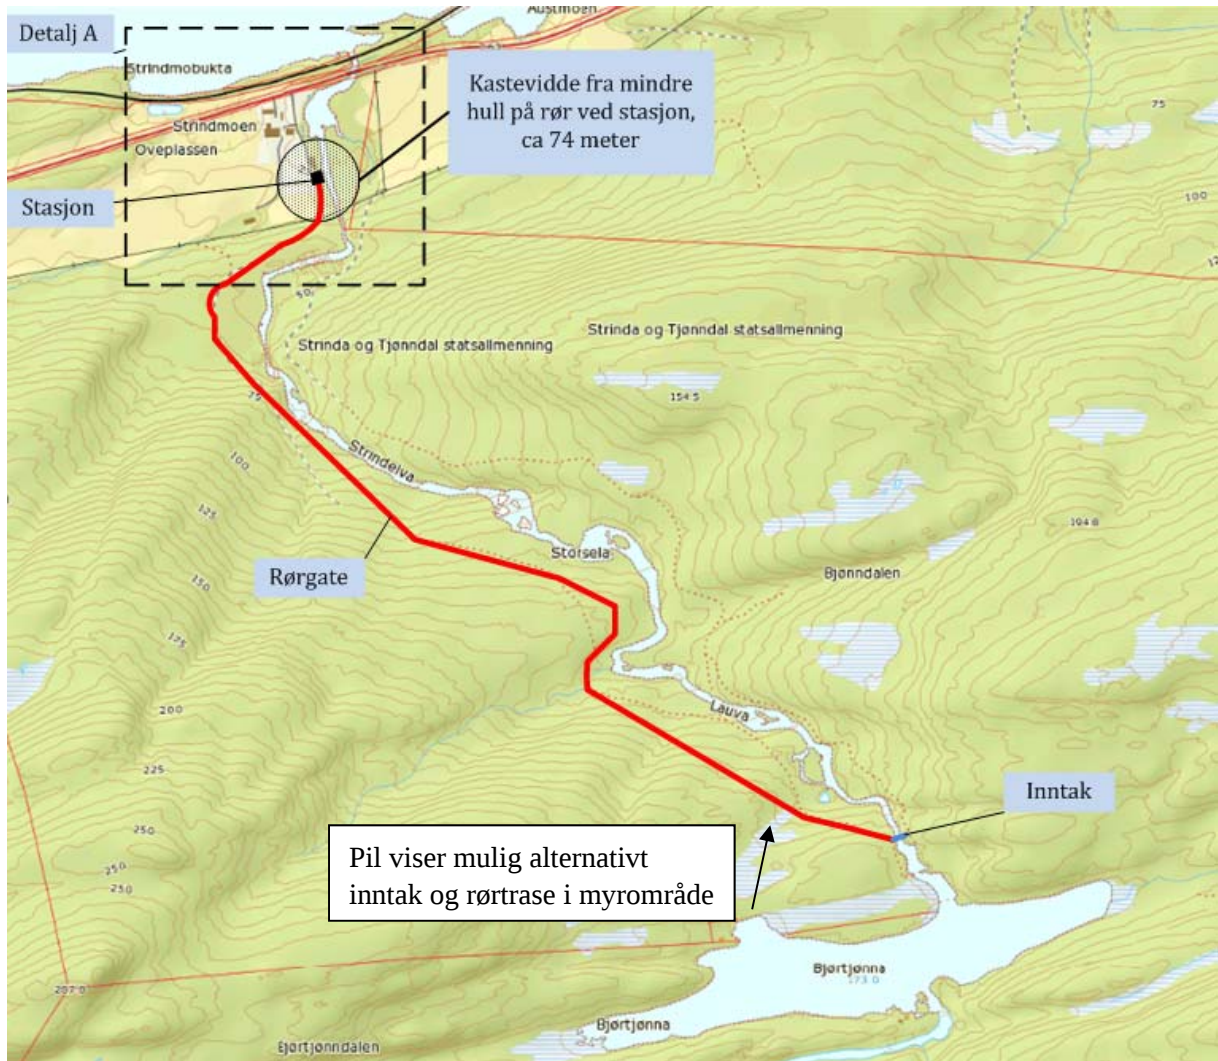 Austmoen
Detalj A
Strindmobukta
Kastevidde fra mindre
hull på rør ved stasjon,
ca 74 meter
75
Strindmoen
Oveplassen
Stasjon
100
50
Strinda og Tjønndal statsallmenning
Strinda og Tjønndal statsallmenning
154.5
75
Strindelva
100
125
194.8
Storsela
Bjønndalen
Rørgate
150
175
Lauva
200
225
Inntak
250
250
250
Pil viser mulig alternativt
inntak og rørtrase i myrområde
Bjørtjønna
173.0
287.0
Bjørtjønna
Bjørtjønndalen